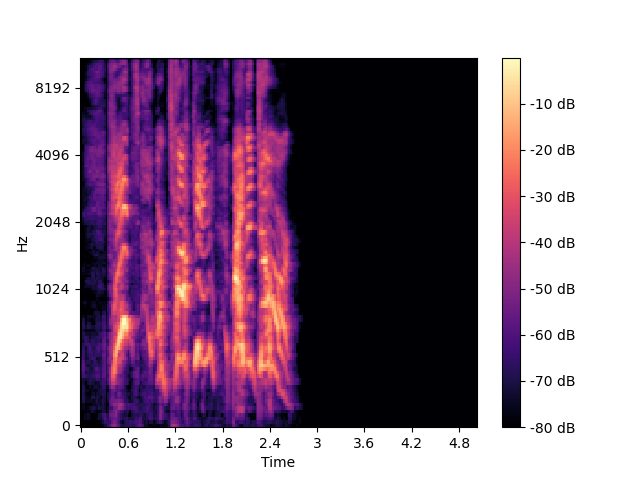 8192
4096
2048
1024
512
0
Hz
0 0.6 1.2 1.8 2.4 3 3.6 4.2 4.8
Time
-10 dB
-20 dB
-30 dB
-40 dB
-50 dB
-60 dB
-70 dB
-80 dB